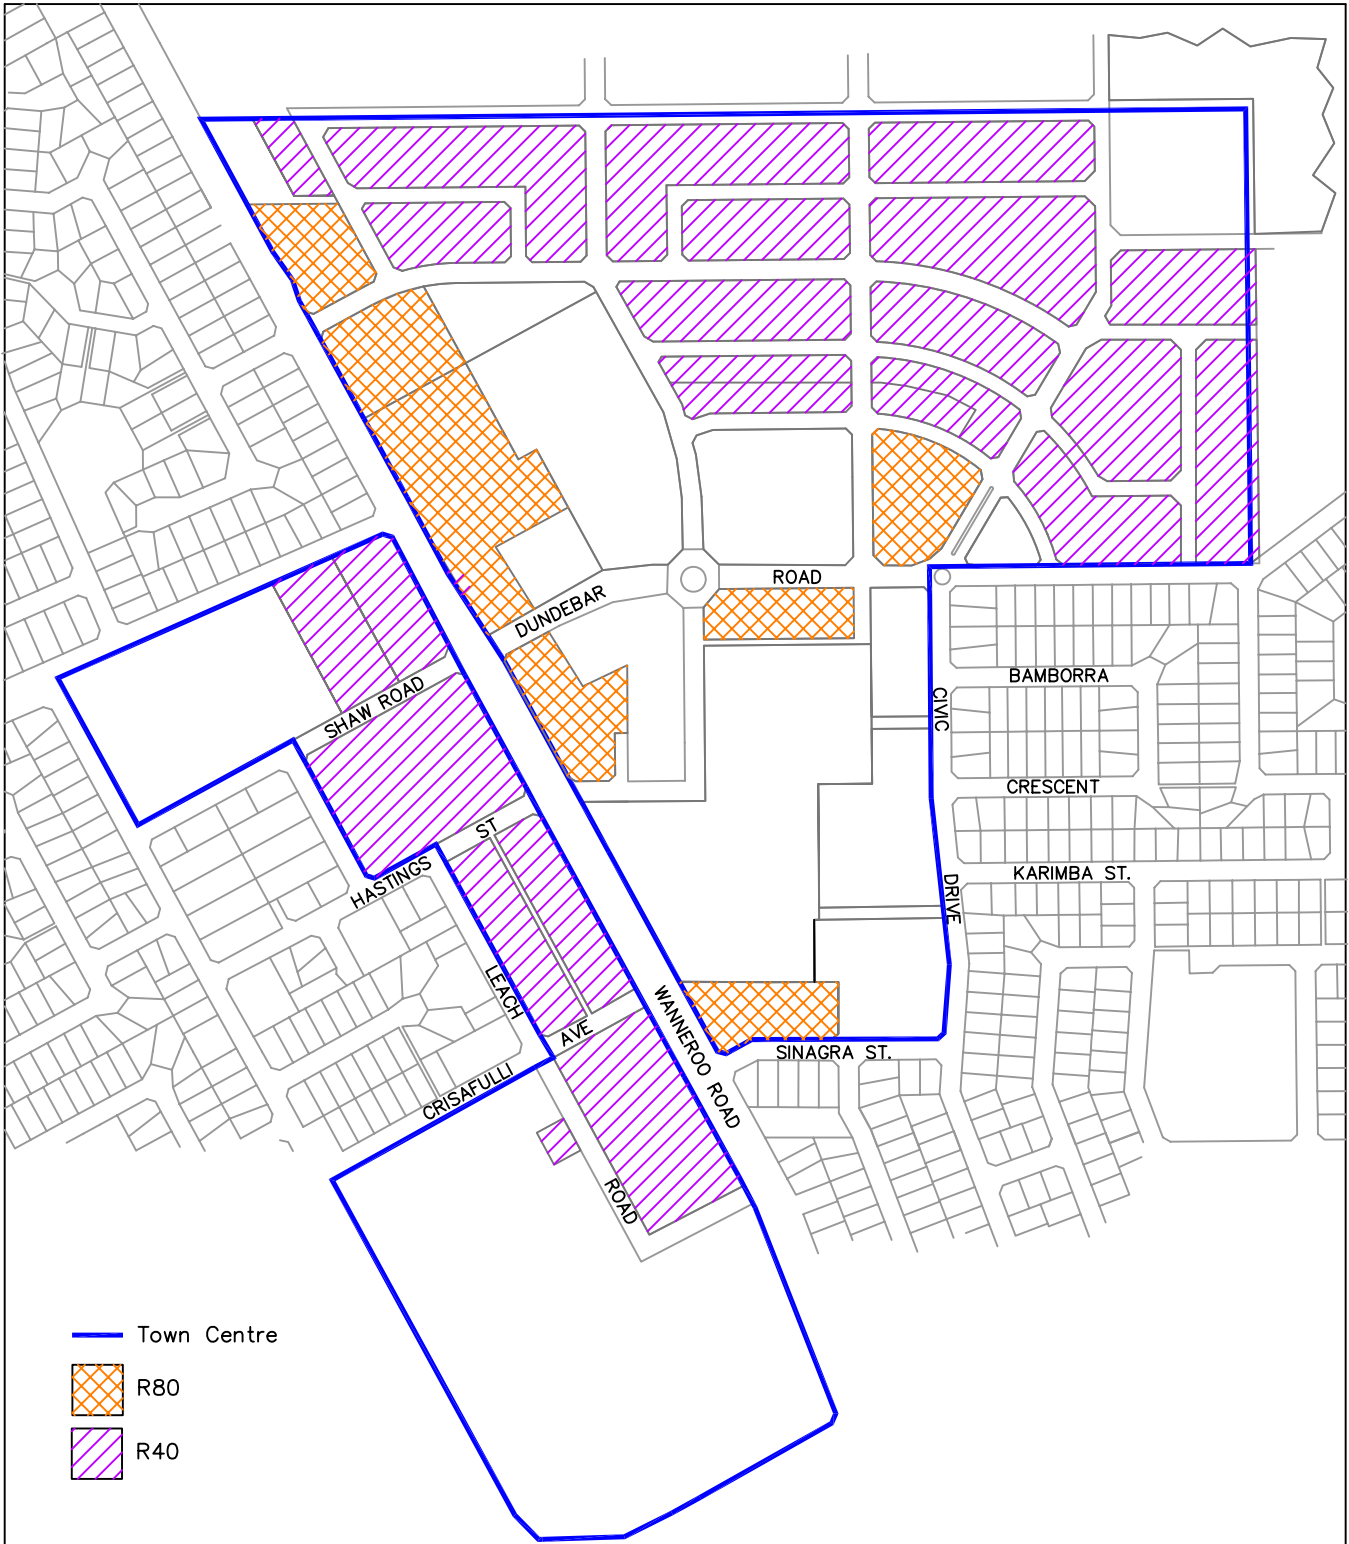 ROAD
DUNDEBAR
BAMBORRA
SHAW ROAD
CIVIC
CRESCENT
HASTINGS ST
KARIMBA ST.
DRIVE
LEACH
AVE
WANNEROO ROAD
SINAGRA ST.
CRISAFULLI
ROAD
Town Centre
R80
R40